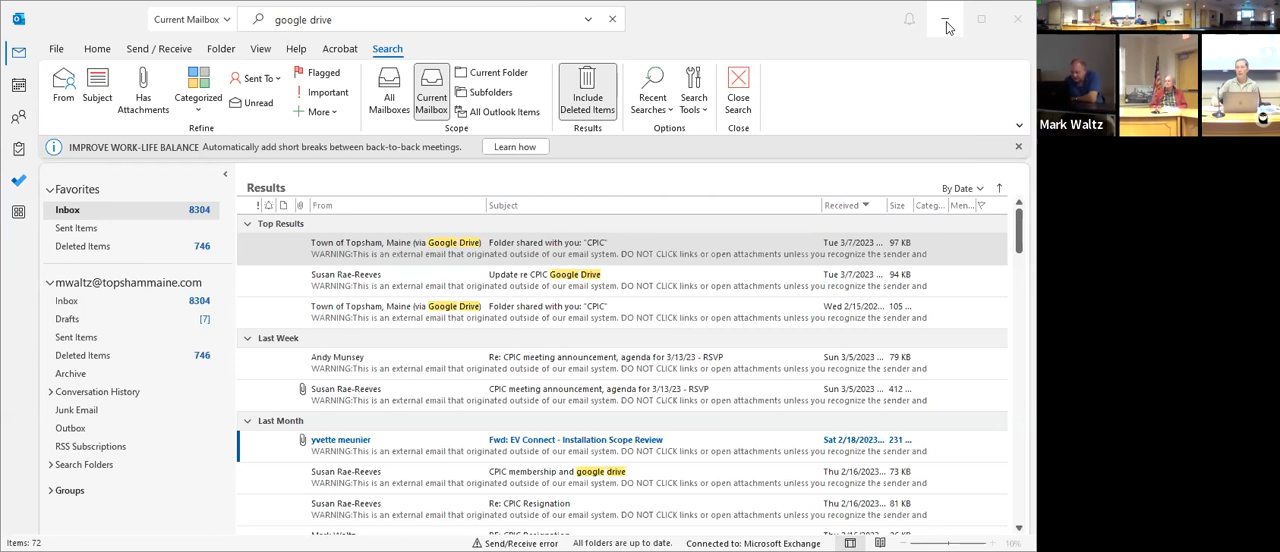 Current Mailbox google drive
File Home Send / Receive Folder View Help Acrobat Search
From Subject Has Attachments Categorized Sent To Unread Flagged Important More
All Mailboxes Current Mailbox Current Folder Subfolders All Outlook Items
Include Deleted Items Recent Searches Search Tools Close Search
Refine Scope Results Options Close
IMPROVE WORK-LIFE BALANCE Automatically add short breaks between back-to-back meetings. Learn how
Mark Waltz
Favorites
Inbox 8304
Sent Items
Deleted Items 746
mwaltz@topshammaine.com
Inbox 8304
Drafts [7]
Sent Items
Deleted Items 746
Archive
Conversation History
Junk Email
Outbox
RSS Subscriptions
Search Folders
Groups
Results By Date
! From Subject Received Size Categ... Men...
Top Results
Town of Topsham, Maine (via Google Drive) Folder shared with you: "CPIC" Tue 3/7/2023 ... 97 KB
WARNING:This is an external email that originated outside of our email system. DO NOT CLICK links or open attachments unless you recognize the sender and
Susan Rae-Reeves Update re CPIC Google Drive Tue 3/7/2023 ... 94 KB
WARNING:This is an external email that originated outside of our email system. DO NOT CLICK links or open attachments unless you recognize the sender and
Town of Topsham, Maine (via Google Drive) Folder shared with you: "CPIC" Wed 2/15/202... 105 ...
WARNING:This is an external email that originated outside of our email system. DO NOT CLICK links or open attachments unless you recognize the sender and
Last Week
Andy Munsey Re: CPIC meeting announcement, agenda for 3/13/23 - RSVP Sun 3/5/2023 ... 79 KB
WARNING:This is an external email that originated outside of our email system. DO NOT CLICK links or open attachments unless you recognize the sender and
Susan Rae-Reeves CPIC meeting announcement, agenda for 3/13/23 - RSVP Sun 3/5/2023 ... 412 ...
WARNING:This is an external email that originated outside of our email system. DO NOT CLICK links or open attachments unless you recognize the sender and
Last Month
yvette meunier Fwd: EV Connect - Installation Scope Review Sat 2/18/2023... 231 ...
WARNING:This is an external email that originated outside of our email system. DO NOT CLICK links or open attachments unless you recognize the sender and
Susan Rae-Reeves CPIC membership and google drive Thu 2/16/2023... 73 KB
WARNING:This is an external email that originated outside of our email system. DO NOT CLICK links or open attachments unless you recognize the sender and
Susan Rae-Reeves Re: CPIC Resignation Thu 2/16/2023... 81 KB
WARNING:This is an external email that originated outside of our email system. DO NOT CLICK links or open attachments unless you recognize the sender and
Items: 72 Send/Receive error All folders are up to date. Connected to: Microsoft Exchange 10%